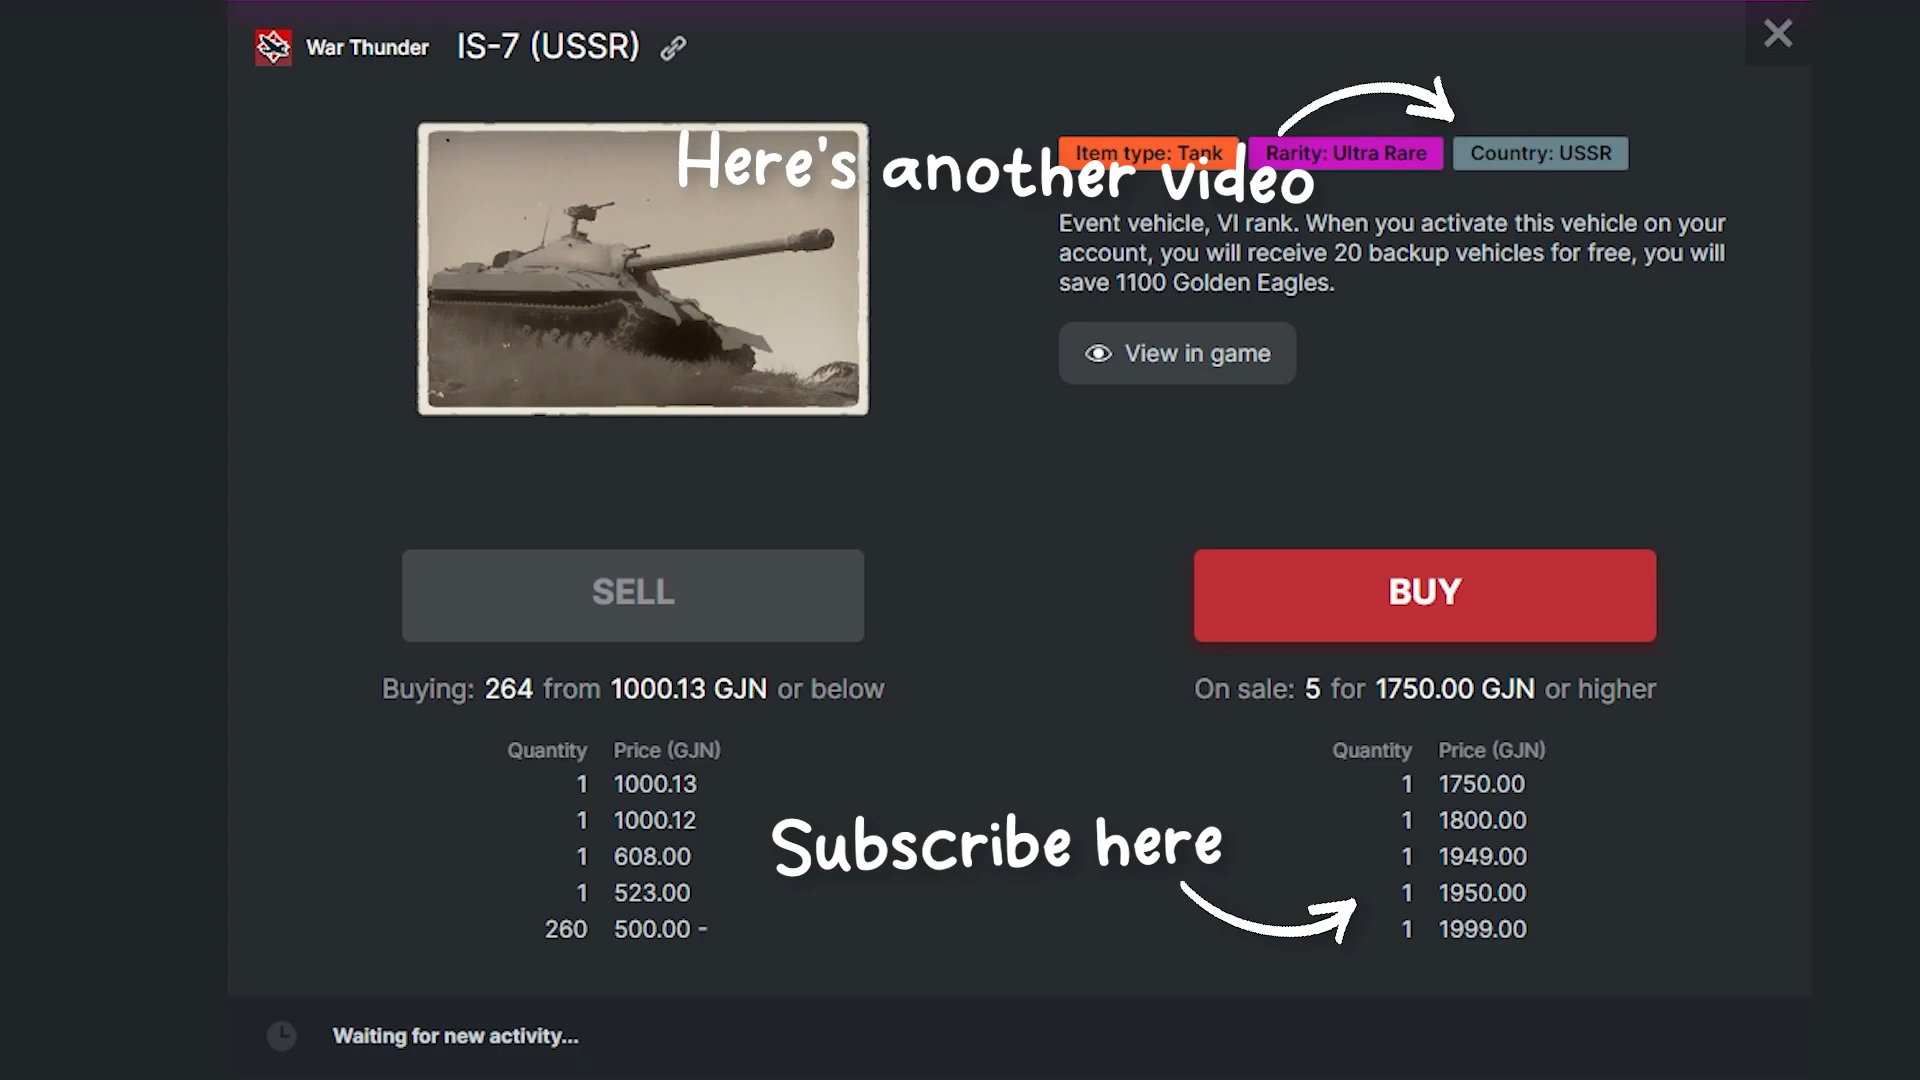 War Thunder IS-7 (USSR)
Here's another video
Item type: Tank
Rarity: Ultra Rare
Country: USSR
Event vehicle, VI rank. When you activate this vehicle on your
account, you will receive 20 backup vehicles for free, you will
save 1100 Golden Eagles.
View in game
SELL
Buying: 264 from 1000.13 GJN or below
Quantity Price (GJN)
1 1000.13
1 1000.12
1 608.00
1 523.00
260 500.00 -
BUY
On sale: 5 for 1750.00 GJN or higher
Quantity Price (GJN)
1 1750.00
1 1800.00
1 1949.00
1 1950.00
1 1999.00
Subscribe here
Waiting for new activity...